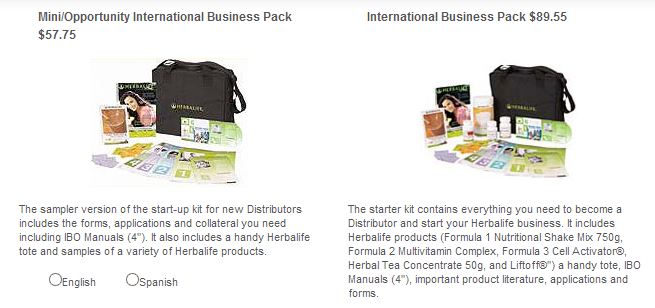 Mini/Opportunity International Business Pack
$57.75
International Business Pack $89.55
HERBALIFE
HERBALIFE
The sampler version of the start-up kit for new Distributors
includes the forms, applications and collateral you need
including IBO Manuals (4"). It also includes a handy Herbalife
tote and samples of a variety of Herbalife products.
English
Spanish
The starter kit contains everything you need to become a
Distributor and start your Herbalife business. It includes
Herbalife products (Formula 1 Nutritional Shake Mix 750g,
Formula 2 Multivitamin Complex, Formula 3 Cell Activator®,
Herbal Tea Concentrate 50g, and Liftoff®") a handy tote, IBO
Manuals (4"), important product literature, applications and
forms.